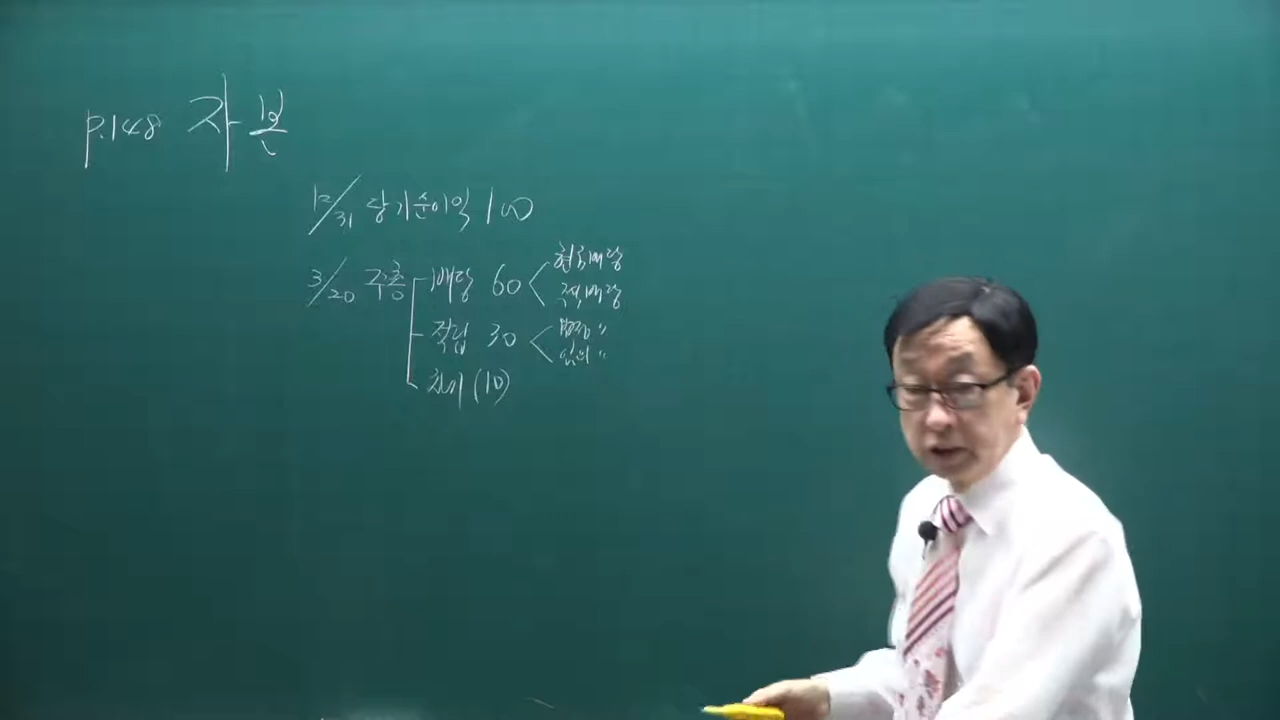 p.148 자본
12/31 당기순이익 100
3/20 주총 배당 60 현금배당
주식배당
적립 30 법정 〃
임의 〃
차기 (10)